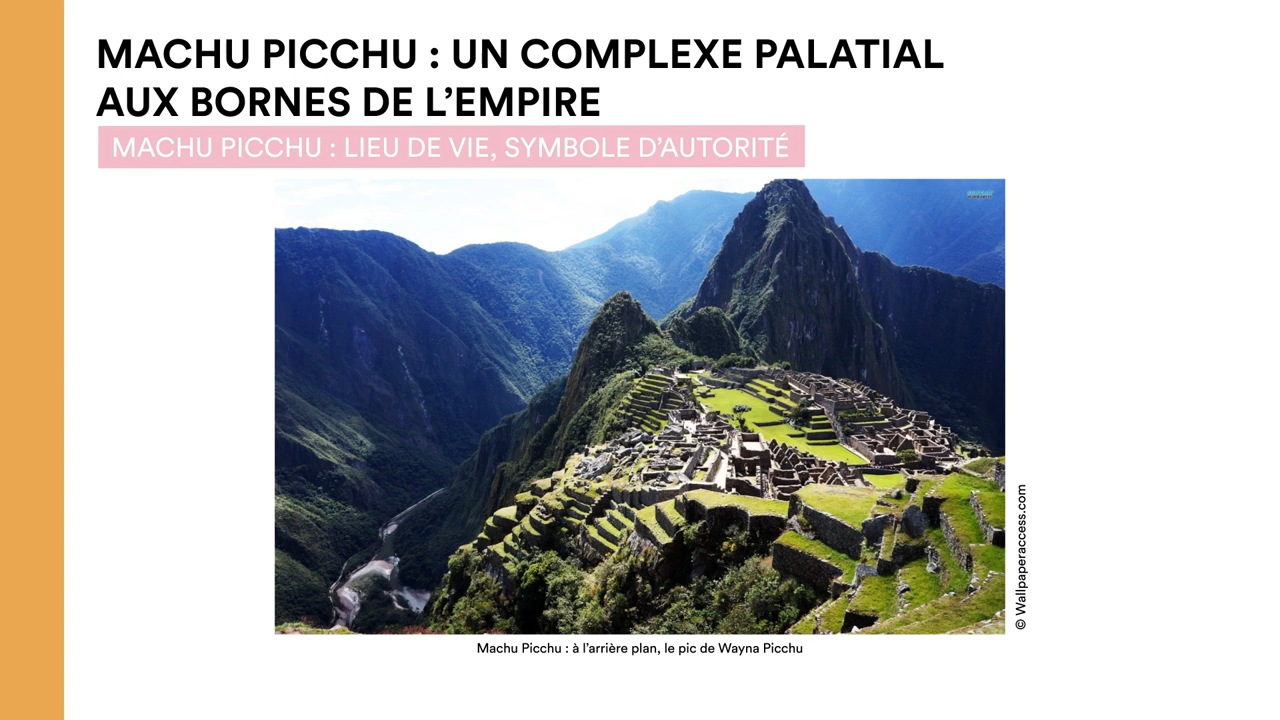 MACHU PICCHU : UN COMPLEXE PALATIAL
AUX BORNES DE L’EMPIRE
MACHU PICCHU : LIEU DE VIE, SYMBOLE D’AUTORITÉ
© Wallpaperaccess.com
Machu Picchu : à l’arrière plan, le pic de Wayna Picchu